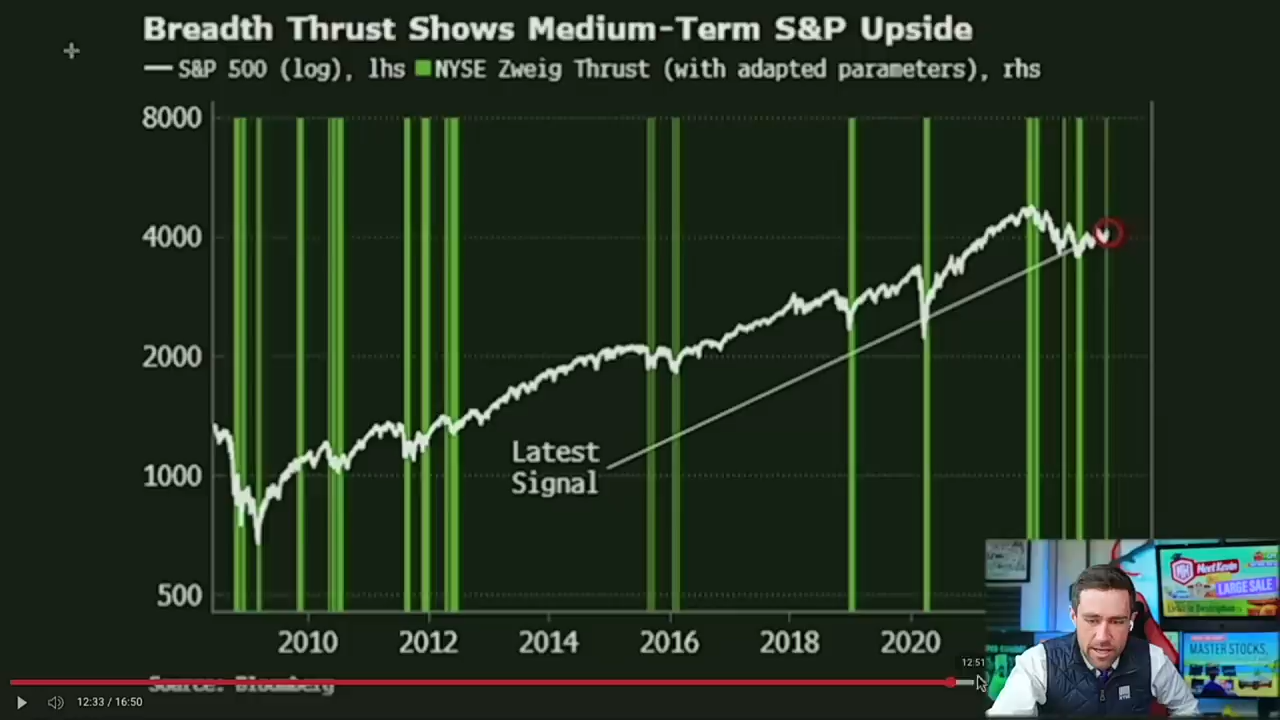 Breadth Thrust Shows Medium-Term S&P Upside
S&P 500 (log), lhs NYSE Zweig Thrust (with adapted parameters), rhs
8000
4000
2000
1000
500
Latest
Signal
2010 2012 2014 2016 2018 2020
Source: Bloomberg
Meet Kevin
LARGE SALE
MASTER STOCKS,
12:51
12:33 / 16:50